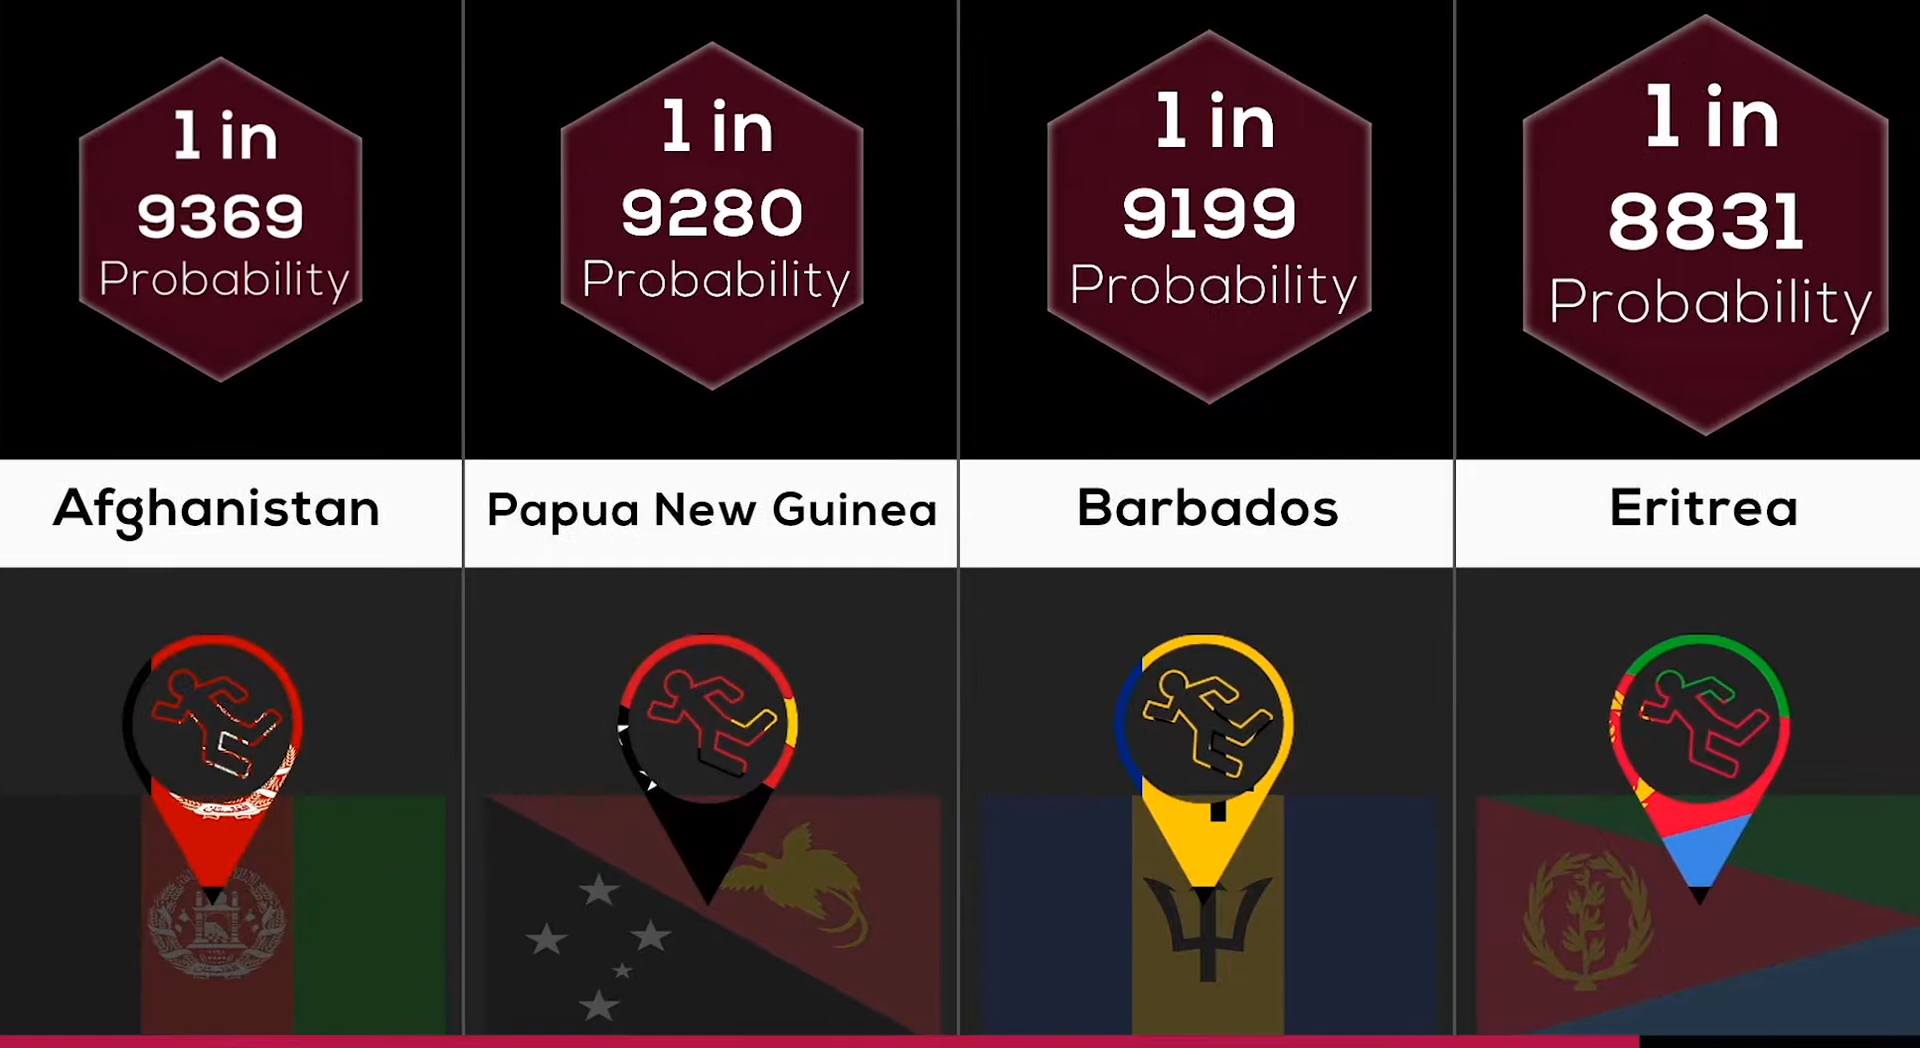 1 in
9369
Probability
1 in
9280
Probability
1 in
9199
Probability
1 in
8831
Probability
Afghanistan
Papua New Guinea
Barbados
Eritrea